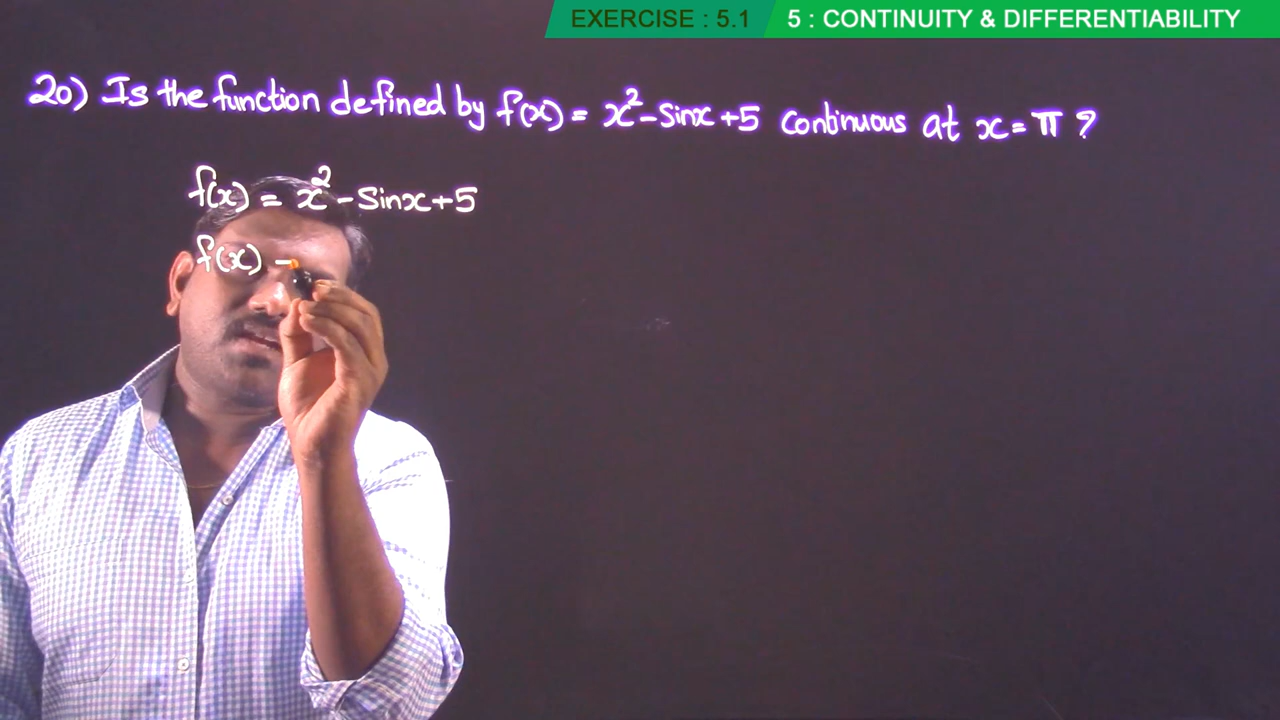 EXERCISE : 5.1 5 : CONTINUITY & DIFFERENTIABILITY
20) Is the function defined by f(x) = x² - sinx + 5 continuous at x = π ?
f(x) = x² - sinx + 5
f(x) -